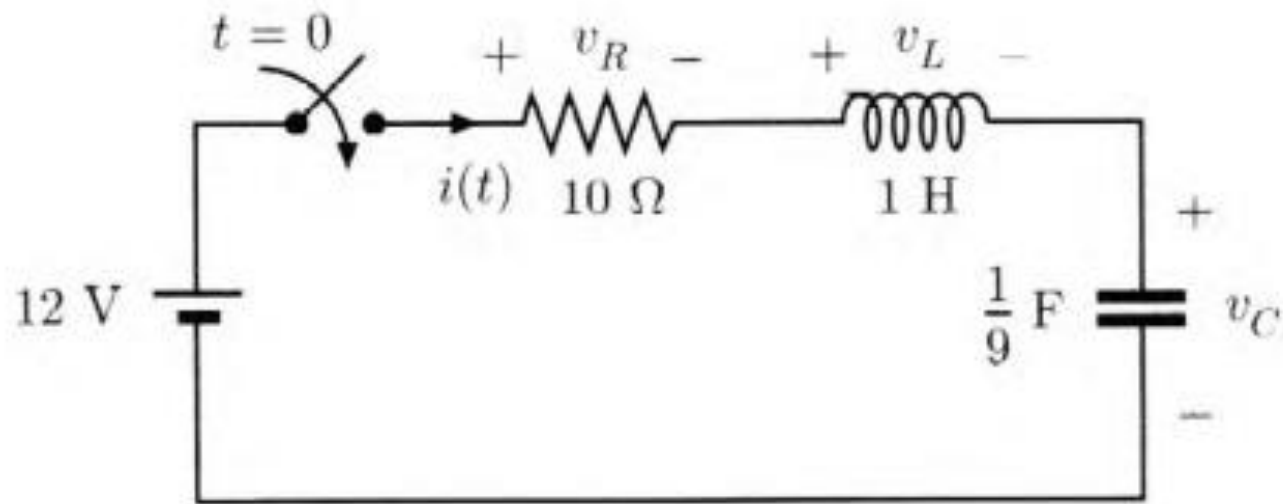 t = 0
+ v_R −
+ v_L −
i(t)
10 Ω
1 H
+
12 V
1/9 F
v_C
−